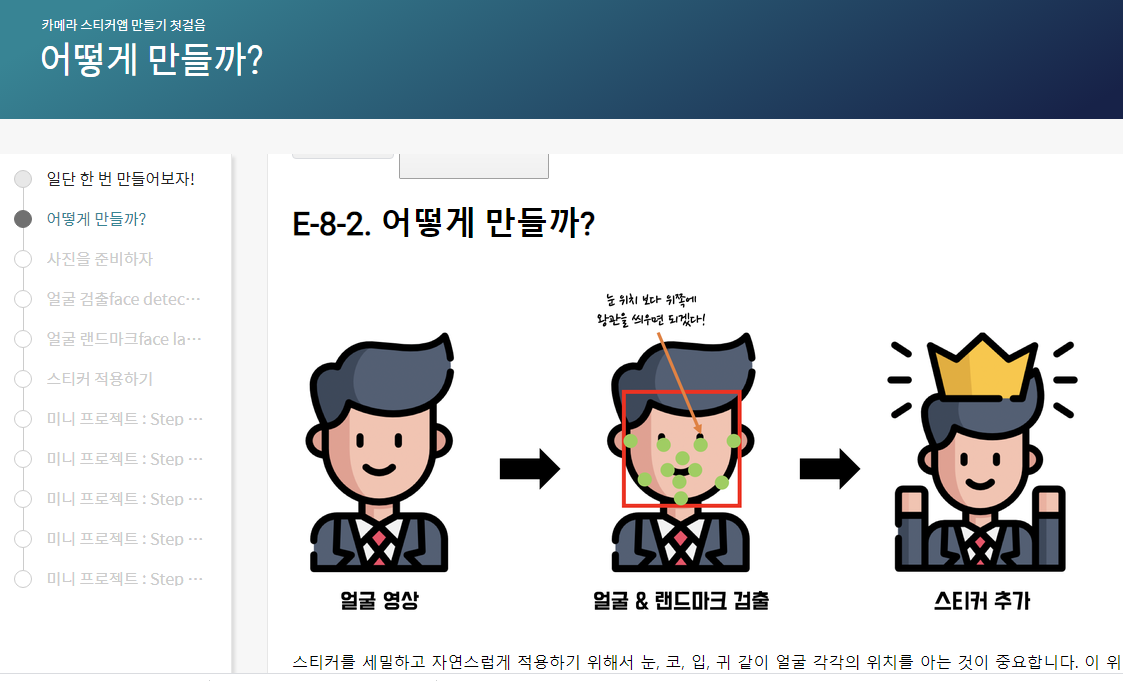 카메라 스티커앱 만들기 첫걸음
어떻게 만들까?
일단 한 번 만들어보자!
어떻게 만들까?
사진을 준비하자
얼굴 검출face detec…
얼굴 랜드마크face la…
스티커 적용하기
미니 프로젝트 : Step …
미니 프로젝트 : Step …
미니 프로젝트 : Step …
미니 프로젝트 : Step …
미니 프로젝트 : Step …
E-8-2. 어떻게 만들까?
눈 위치 보다 위쪽에
왕관을 씌우면 되겠다!
얼굴 영상
얼굴 & 랜드마크 검출
스티커 추가
스티커를 세밀하고 자연스럽게 적용하기 위해서 눈, 코, 입, 귀 같이 얼굴 각각의 위치를 아는 것이 중요합니다. 이 위